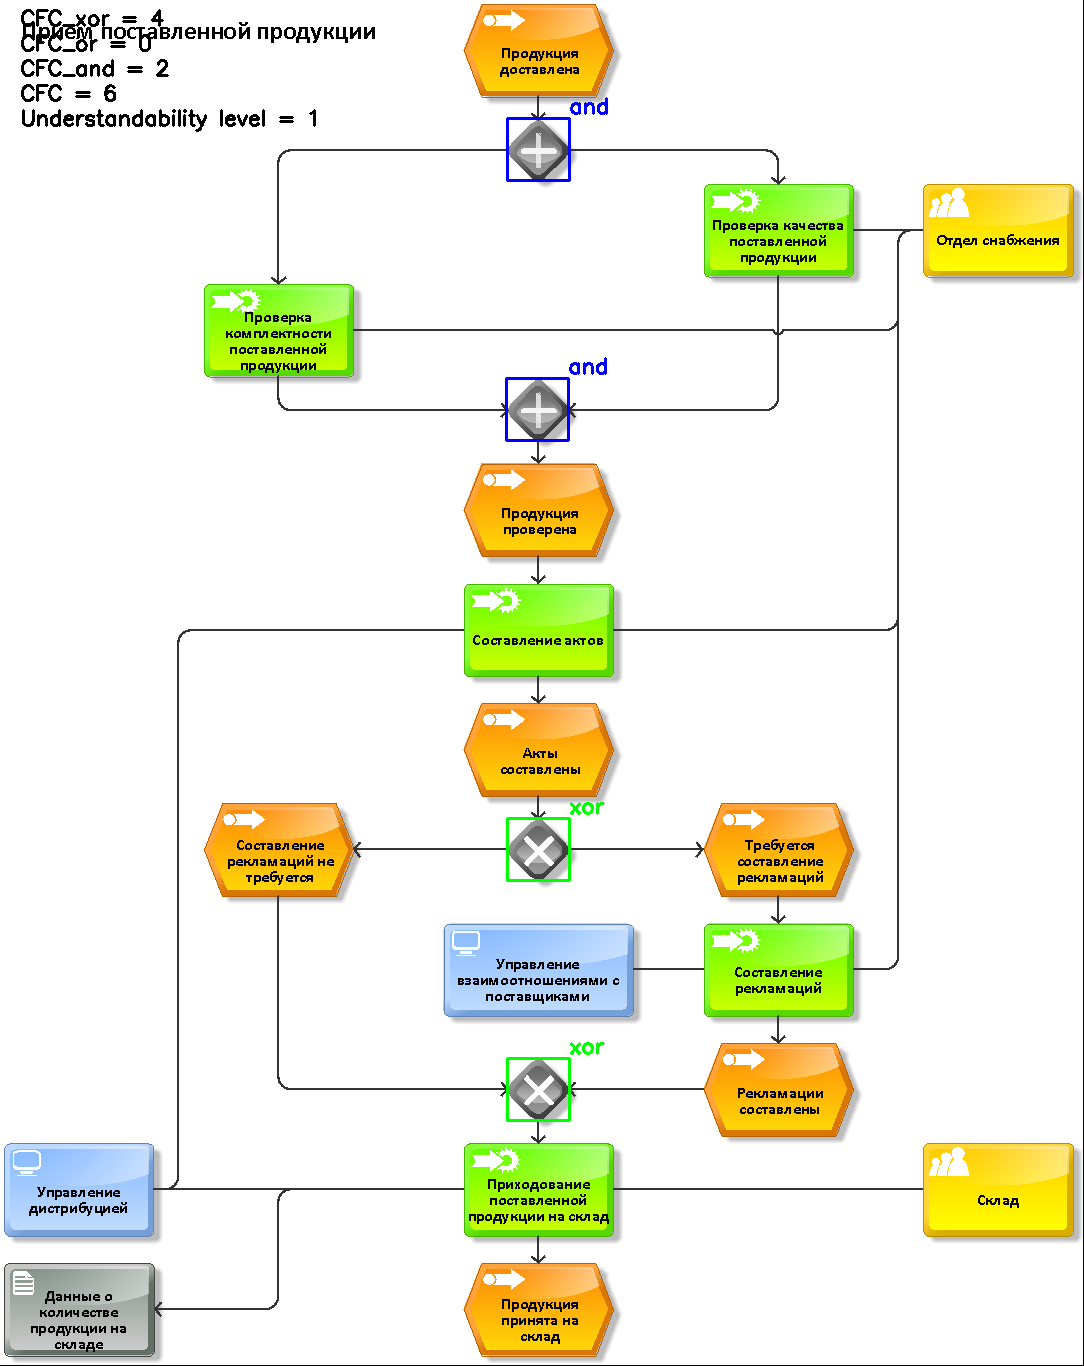 CFC_xor = 4
Прием поставленной продукции
CFC_or = 0
CFC_and = 2
CFC = 6
Understandability level = 1
Продукция
доставлена
and
Проверка качества
поставленной
продукции
Отдел снабжения
Проверка
комплектности
поставленной
продукции
and
Продукция
проверена
Составление актов
Акты
составлены
xor
Составление
рекламаций не
требуется
Требуется
составление
рекламаций
Управление
взаимоотношениями с
поставщиками
Составление
рекламаций
xor
Рекламации
составлены
Управление
дистрибуцией
Приходование
поставленной
продукции на склад
Склад
Данные о
количестве
продукции на
складе
Продукция
принята на
склад